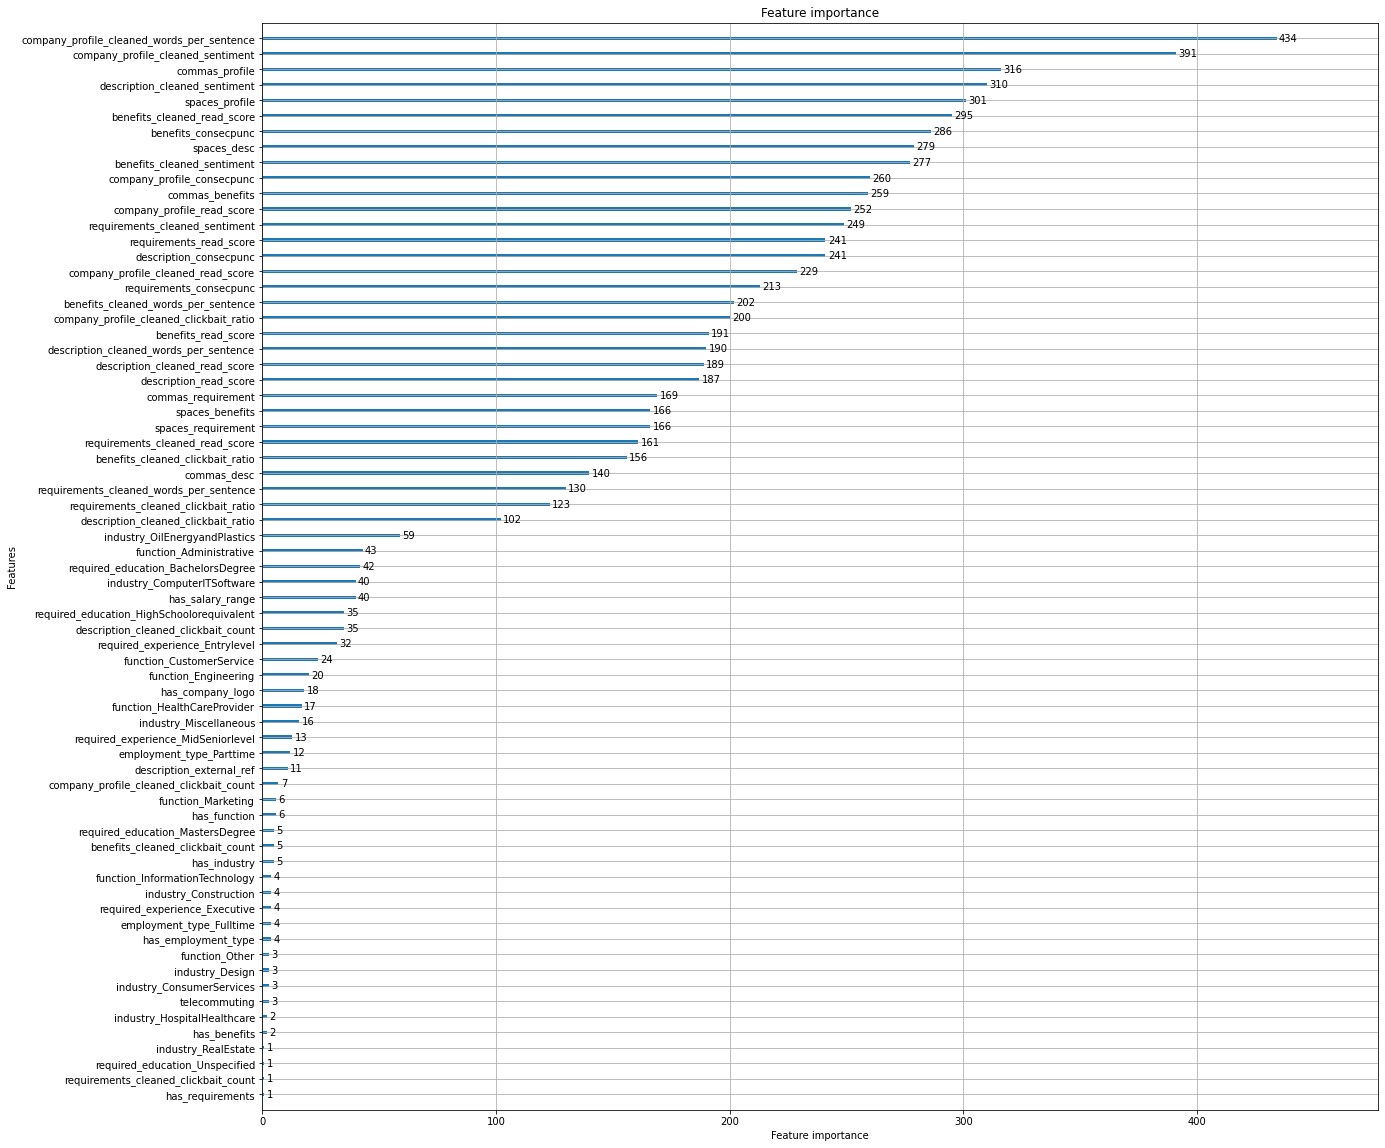 Feature importance
company_profile_cleaned_words_per_sentence 434
company_profile_cleaned_sentiment 391
commas_profile 316
description_cleaned_sentiment 310
spaces_profile 301
benefits_cleaned_read_score 295
benefits_consecpunc 286
spaces_desc 279
benefits_cleaned_sentiment 277
company_profile_consecpunc 260
commas_benefits 259
company_profile_read_score 252
requirements_cleaned_sentiment 249
requirements_read_score 241
description_consecpunc 241
company_profile_cleaned_read_score 229
requirements_consecpunc 213
benefits_cleaned_words_per_sentence 202
company_profile_cleaned_clickbait_ratio 200
benefits_read_score 191
description_cleaned_words_per_sentence 190
description_cleaned_read_score 189
description_read_score 187
commas_requirement 169
spaces_benefits 166
spaces_requirement 166
requirements_cleaned_read_score 161
benefits_cleaned_clickbait_ratio 156
commas_desc 140
requirements_cleaned_words_per_sentence 130
requirements_cleaned_clickbait_ratio 123
description_cleaned_clickbait_ratio 102
industry_OilEnergyandPlastics 59
function_Administrative 43
required_education_BachelorsDegree 42
industry_ComputerITSoftware 40
has_salary_range 40
required_education_HighSchoolorequivalent 35
description_cleaned_clickbait_count 35
required_experience_Entrylevel 32
function_CustomerService 24
function_Engineering 20
has_company_logo 18
function_HealthCareProvider 17
industry_Miscellaneous 16
required_experience_MidSeniorlevel 13
employment_type_Parttime 12
description_external_ref 11
company_profile_cleaned_clickbait_count 7
function_Marketing 6
has_function 6
required_education_MastersDegree 5
benefits_cleaned_clickbait_count 5
has_industry 5
function_InformationTechnology 4
industry_Construction 4
required_experience_Executive 4
employment_type_Fulltime 4
has_employment_type 4
function_Other 3
industry_Design 3
industry_ConsumerServices 3
telecommuting 3
industry_HospitalHealthcare 2
has_benefits 2
industry_RealEstate 1
required_education_Unspecified 1
requirements_cleaned_clickbait_count 1
has_requirements 1
Features
0 100 200 300 400
Feature importance